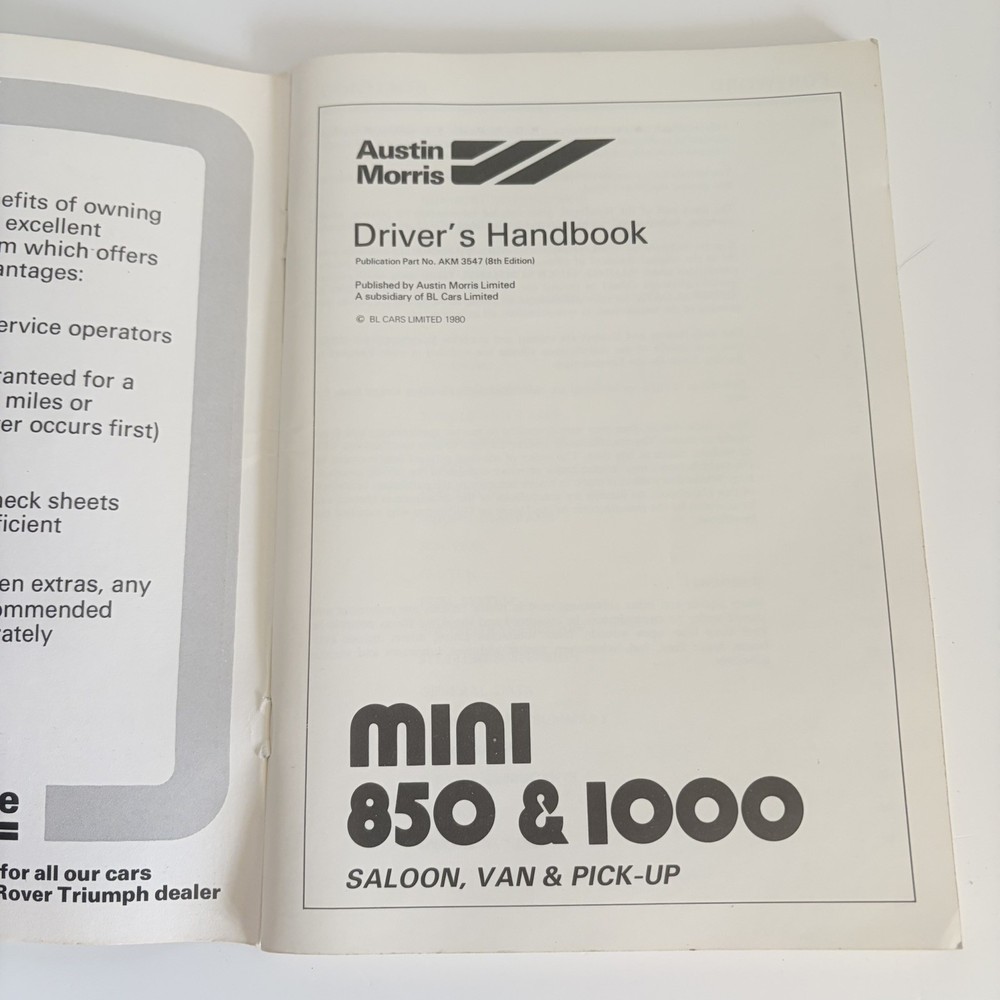 efits of owning
excellent
m which offers
antages:
ervice operators
ranteed for a
miles or
er occurs first)
heck sheets
ficient
en extras, any
ommended
rately
e
for all our cars
Rover Triumph dealer
Austin
Morris
Driver's Handbook
Publication Part No. AKM 3547 (8th Edition)
Published by Austin Morris Limited
A subsidiary of BL Cars Limited
© BL CARS LIMITED 1980
mini
850 & 1000
SALOON, VAN & PICK-UP